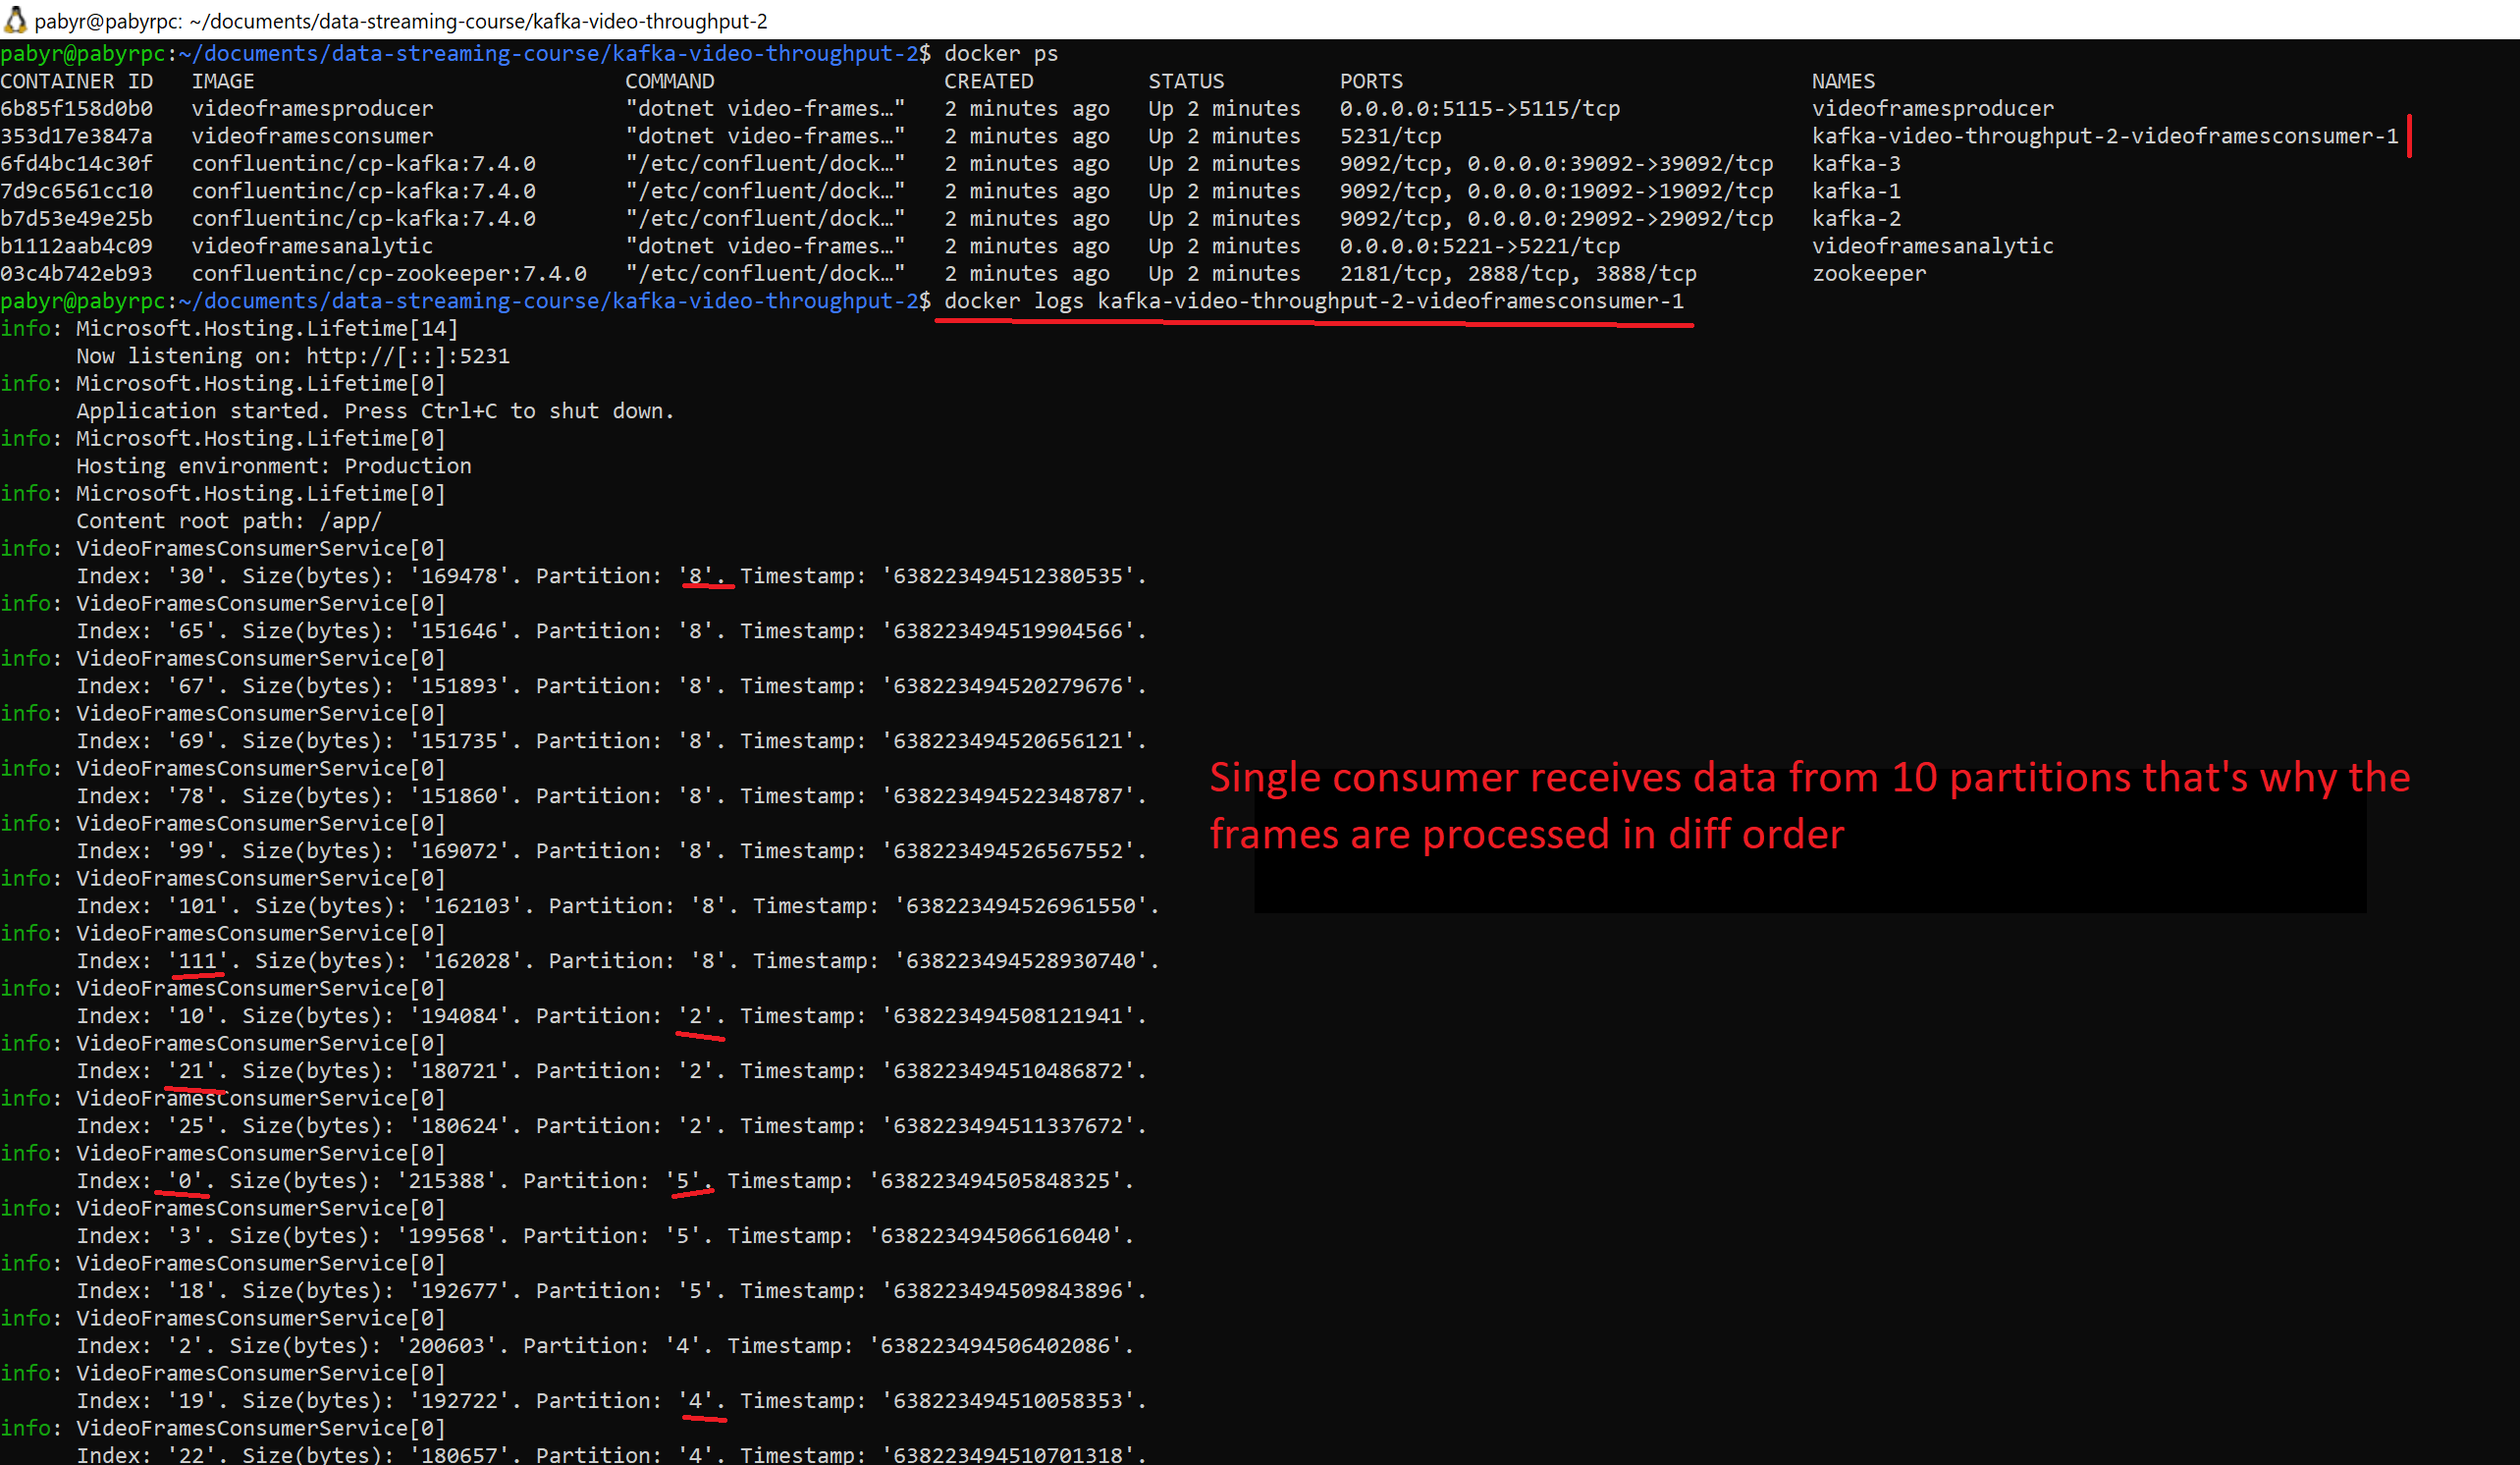 pabyr@pabyrpc: ~/documents/data-streaming-course/kafka-video-throughput-2
pabyr@pabyrpc:~/documents/data-streaming-course/kafka-video-throughput-2$ docker ps
CONTAINER ID   IMAGE                             COMMAND                  CREATED         STATUS         PORTS                                NAMES
6b85f158d0b0   videoframesproducer               "dotnet video-frames…"   2 minutes ago   Up 2 minutes   0.0.0.0:5115->5115/tcp               videoframesproducer
353d17e3847a   videoframesconsumer               "dotnet video-frames…"   2 minutes ago   Up 2 minutes   5231/tcp                             kafka-video-throughput-2-videoframesconsumer-1
6fd4bc14c30f   confluentinc/cp-kafka:7.4.0       "/etc/confluent/dock…"   2 minutes ago   Up 2 minutes   9092/tcp, 0.0.0.0:39092->39092/tcp   kafka-3
7d9c6561cc10   confluentinc/cp-kafka:7.4.0       "/etc/confluent/dock…"   2 minutes ago   Up 2 minutes   9092/tcp, 0.0.0.0:19092->19092/tcp   kafka-1
b7d53e49e25b   confluentinc/cp-kafka:7.4.0       "/etc/confluent/dock…"   2 minutes ago   Up 2 minutes   9092/tcp, 0.0.0.0:29092->29092/tcp   kafka-2
b1112aab4c09   videoframesanalytic               "dotnet video-frames…"   2 minutes ago   Up 2 minutes   0.0.0.0:5221->5221/tcp               videoframesanalytic
03c4b742eb93   confluentinc/cp-zookeeper:7.4.0   "/etc/confluent/dock…"   2 minutes ago   Up 2 minutes   2181/tcp, 2888/tcp, 3888/tcp         zookeeper
pabyr@pabyrpc:~/documents/data-streaming-course/kafka-video-throughput-2$ docker logs kafka-video-throughput-2-videoframesconsumer-1
info: Microsoft.Hosting.Lifetime[14]
Now listening on: http://[::]:5231
info: Microsoft.Hosting.Lifetime[0]
Application started. Press Ctrl+C to shut down.
info: Microsoft.Hosting.Lifetime[0]
Hosting environment: Production
info: Microsoft.Hosting.Lifetime[0]
Content root path: /app/
info: VideoFramesConsumerService[0]
Index: '30'. Size(bytes): '169478'. Partition: '8'. Timestamp: '638223494512380535'.
info: VideoFramesConsumerService[0]
Index: '65'. Size(bytes): '151646'. Partition: '8'. Timestamp: '638223494519904566'.
info: VideoFramesConsumerService[0]
Index: '67'. Size(bytes): '151893'. Partition: '8'. Timestamp: '638223494520279676'.
info: VideoFramesConsumerService[0]
Index: '69'. Size(bytes): '151735'. Partition: '8'. Timestamp: '638223494520656121'.
info: VideoFramesConsumerService[0]
Index: '78'. Size(bytes): '151860'. Partition: '8'. Timestamp: '638223494522348787'.
info: VideoFramesConsumerService[0]
Index: '99'. Size(bytes): '169072'. Partition: '8'. Timestamp: '638223494526567552'.
info: VideoFramesConsumerService[0]
Index: '101'. Size(bytes): '162103'. Partition: '8'. Timestamp: '638223494526961550'.
info: VideoFramesConsumerService[0]
Index: '111'. Size(bytes): '162028'. Partition: '8'. Timestamp: '638223494528930740'.
info: VideoFramesConsumerService[0]
Index: '10'. Size(bytes): '194084'. Partition: '2'. Timestamp: '638223494508121941'.
info: VideoFramesConsumerService[0]
Index: '21'. Size(bytes): '180721'. Partition: '2'. Timestamp: '638223494510486872'.
info: VideoFramesConsumerService[0]
Index: '25'. Size(bytes): '180624'. Partition: '2'. Timestamp: '638223494511337672'.
info: VideoFramesConsumerService[0]
Index: '0'. Size(bytes): '215388'. Partition: '5'. Timestamp: '638223494505848325'.
info: VideoFramesConsumerService[0]
Index: '3'. Size(bytes): '199568'. Partition: '5'. Timestamp: '638223494506616040'.
info: VideoFramesConsumerService[0]
Index: '18'. Size(bytes): '192677'. Partition: '5'. Timestamp: '638223494509843896'.
info: VideoFramesConsumerService[0]
Index: '2'. Size(bytes): '200603'. Partition: '4'. Timestamp: '638223494506402086'.
info: VideoFramesConsumerService[0]
Index: '19'. Size(bytes): '192722'. Partition: '4'. Timestamp: '638223494510058353'.
info: VideoFramesConsumerService[0]
Index: '22'. Size(bytes): '180657'. Partition: '4'. Timestamp: '638223494510701318'.
Single consumer receives data from 10 partitions that's why the
frames are processed in diff order